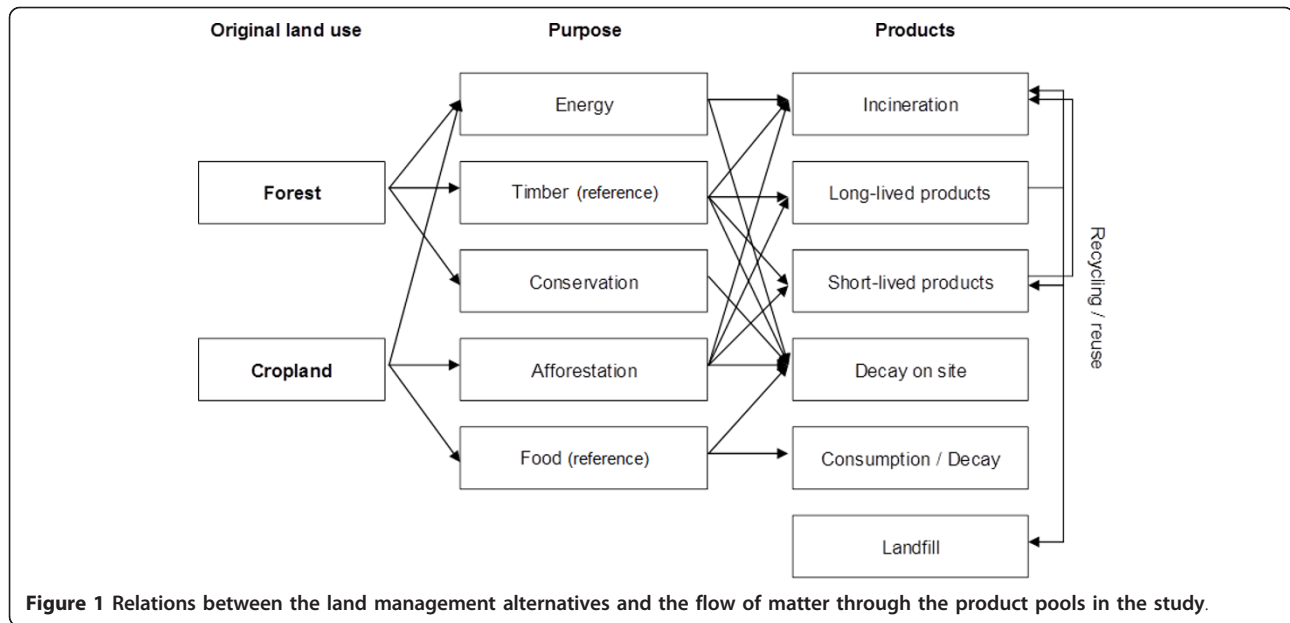 Original land use Purpose Products
Energy Incineration
Forest Timber (reference) Long-lived products
Conservation Short-lived products
Cropland Afforestation Decay on site
Food (reference) Consumption / Decay
Landfill
Recycling / reuse
Figure 1 Relations between the land management alternatives and the flow of matter through the product pools in the study.